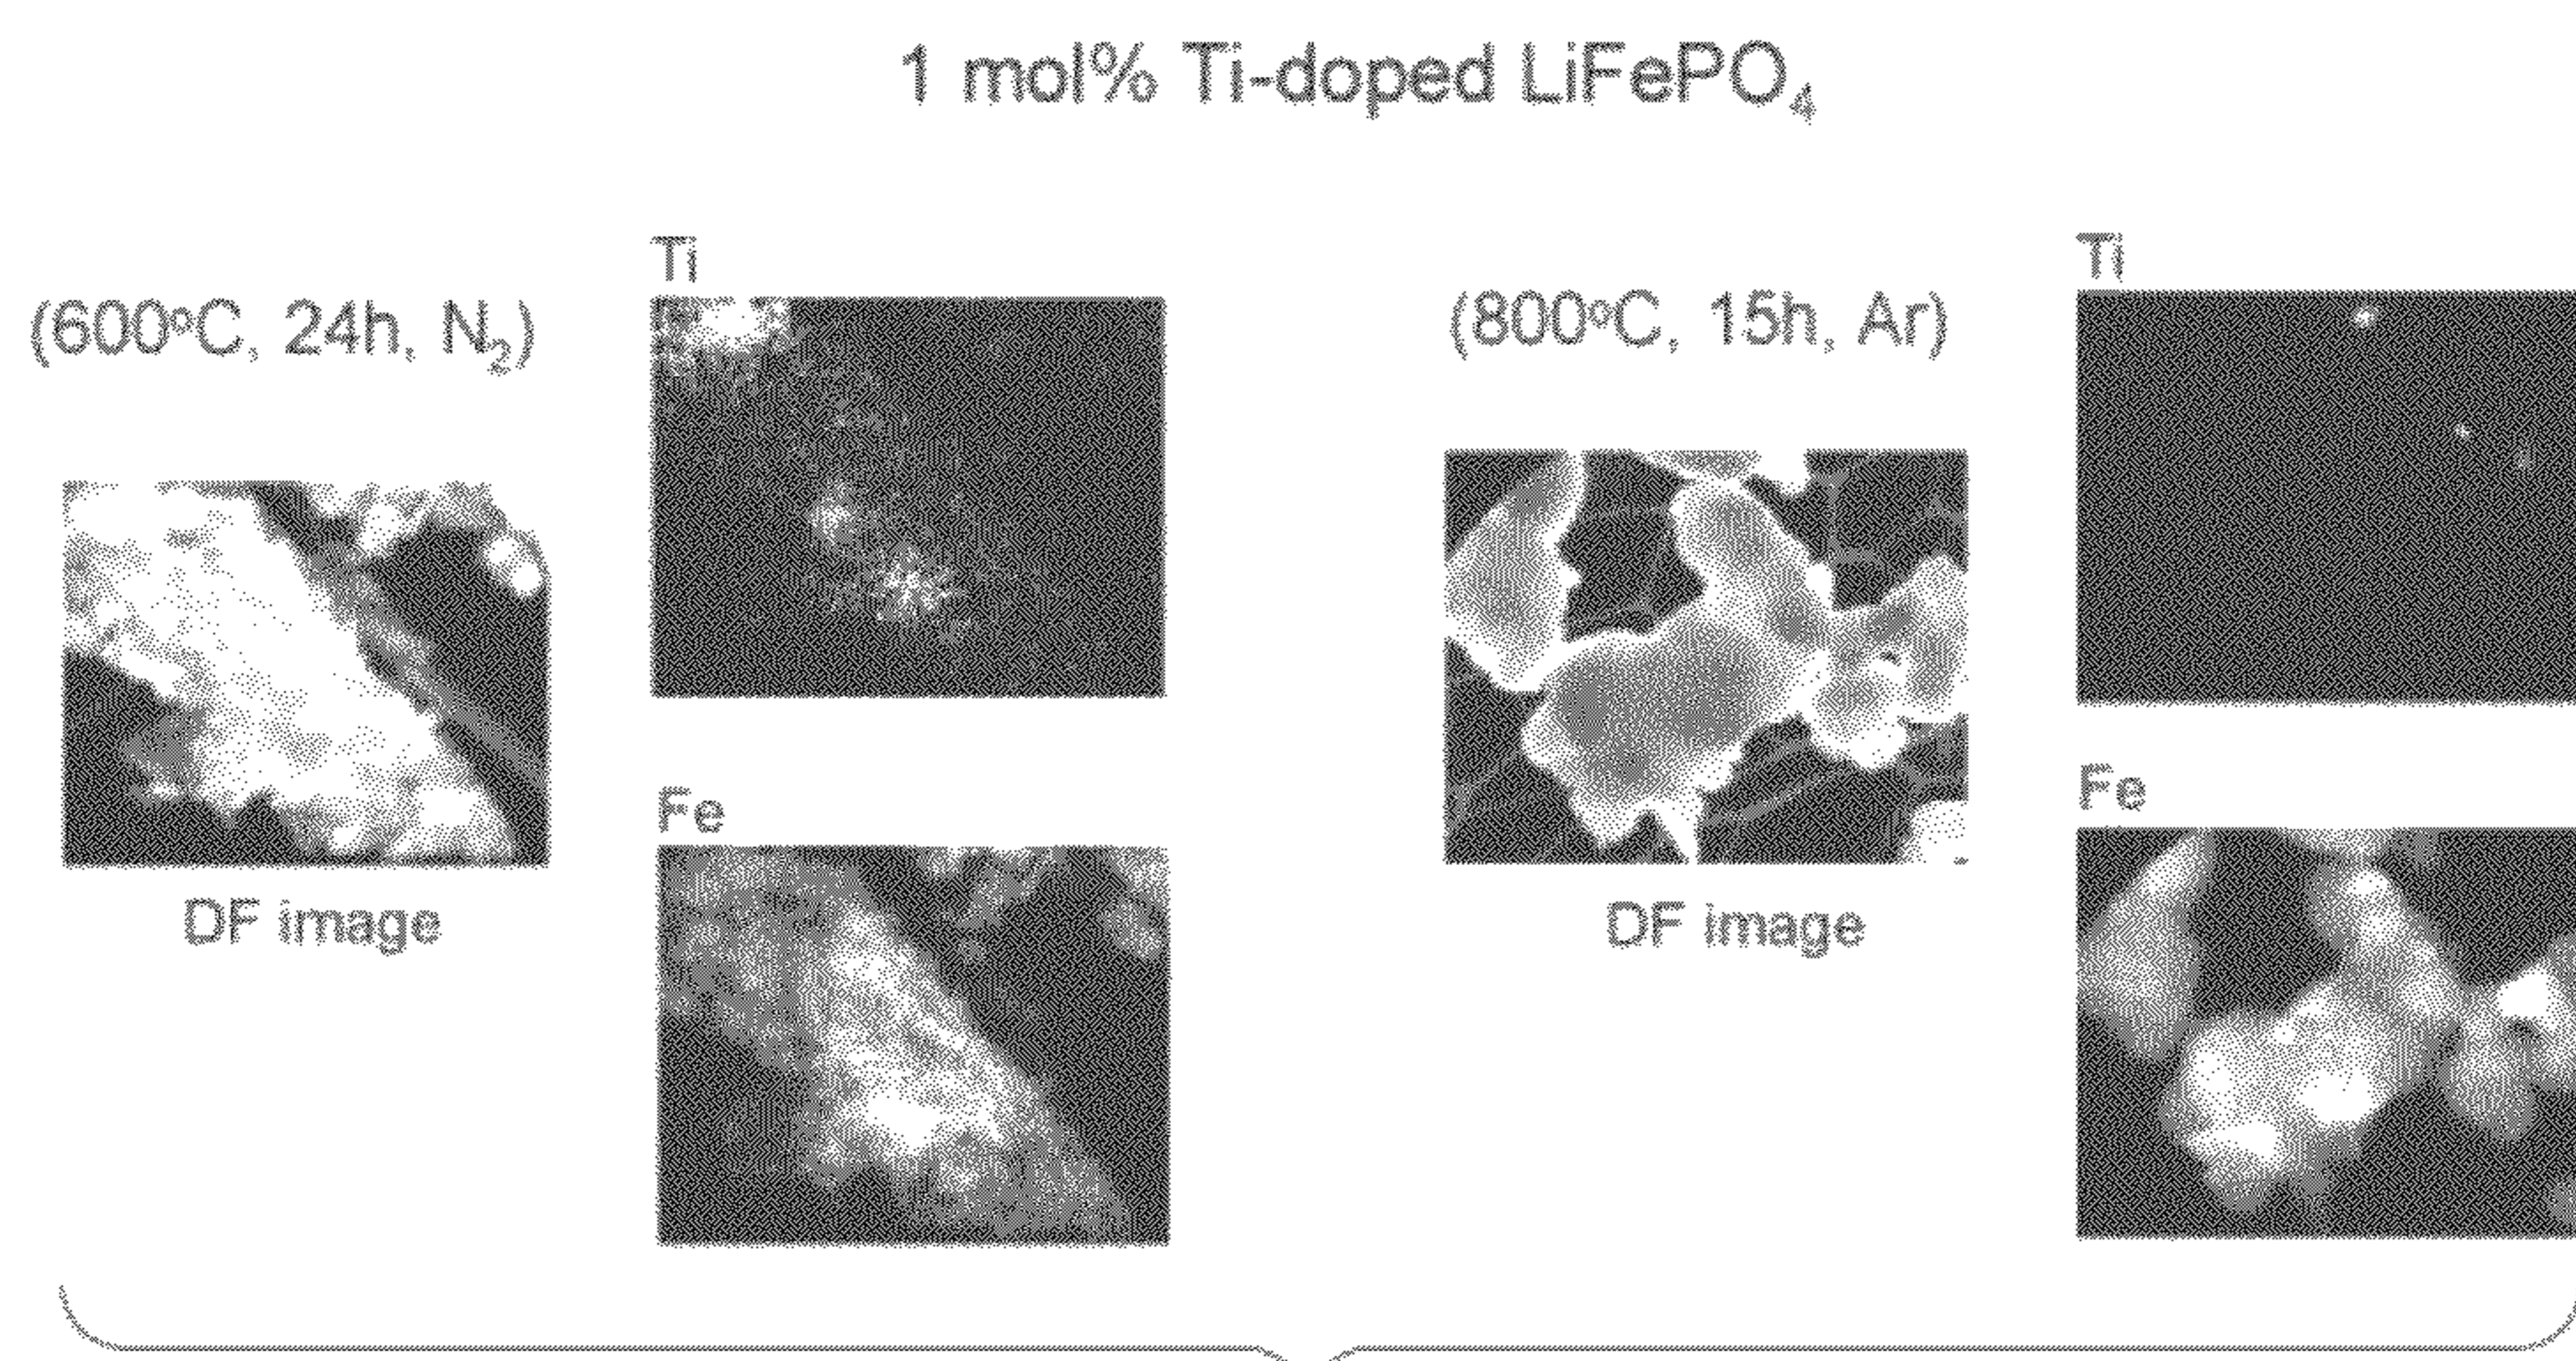 1 mol% Ti-doped LiFePO₄
(600°C, 24h, N₂)
Ti
Fe
DF image
(800°C, 15h, Ar)
Ti
Fe
DF image